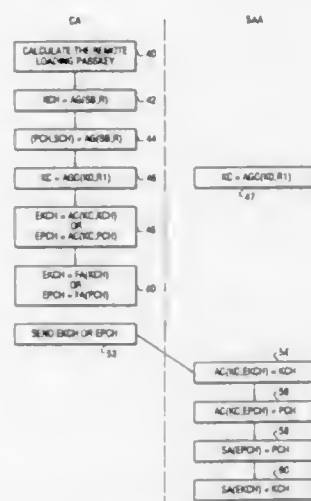 CA
SAA
CALCULATE THE REMOTE
LOADING PASSKEY
40
KCH = AG(SB,R)
42
(PCH,SCH) = AG(SB,R)
44
KC = AGC(K0,R1)
46
KC = AGC(K0,R1)
47
EKCH = AC(KC,KCH)
OR
EPCH = AC(KC,PCH)
48
EKCH = FA(KCH)
OR
EPCH = FA(PCH)
50
SEND EKCH OR EPCH
52
54
AC(KC,EKCH) = KCH
56
AC(KC,EPCH) = PCH
58
SA(EPCH) = PCH
60
SA(EKCH) = KCH